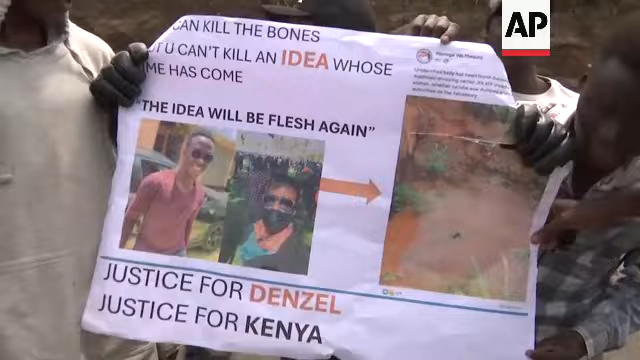 AP
CAN KILL THE BONES
U CAN'T KILL AN IDEA WHOSE
ME HAS COME
"THE IDEA WILL BE FLESH AGAIN"
JUSTICE FOR DENZEL
JUSTICE FOR KENYA